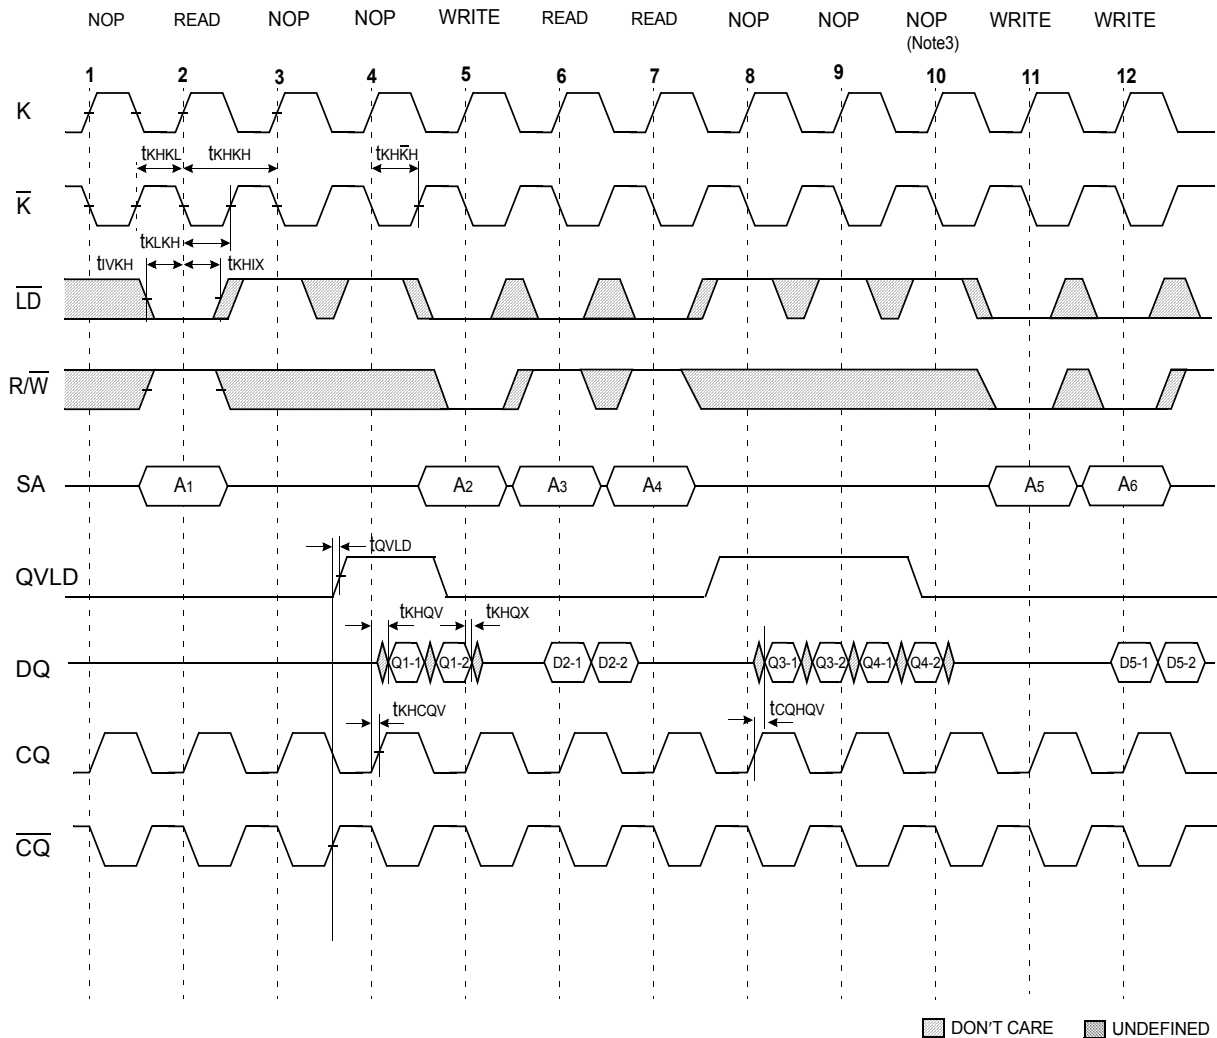 NOP READ NOP NOP WRITE READ READ NOP NOP NOP WRITE WRITE
(Note3)
1 2 3 4 5 6 7 8 9 10 11 12
K
tKHKL tKHKH tKHK̅H
K̅
tKLKH
tIVKH tKHIX
L̅D̅
R/W̅
SA A1 A2 A3 A4 A5 A6
tQVLD
QVLD
tKHQV tKHQX
DQ Q1-1 Q1-2 D2-1 D2-2 Q3-1 Q3-2 Q4-1 Q4-2 D5-1 D5-2
tKHCQV tCQHQV
CQ
C̅Q̅
DON'T CARE UNDEFINED